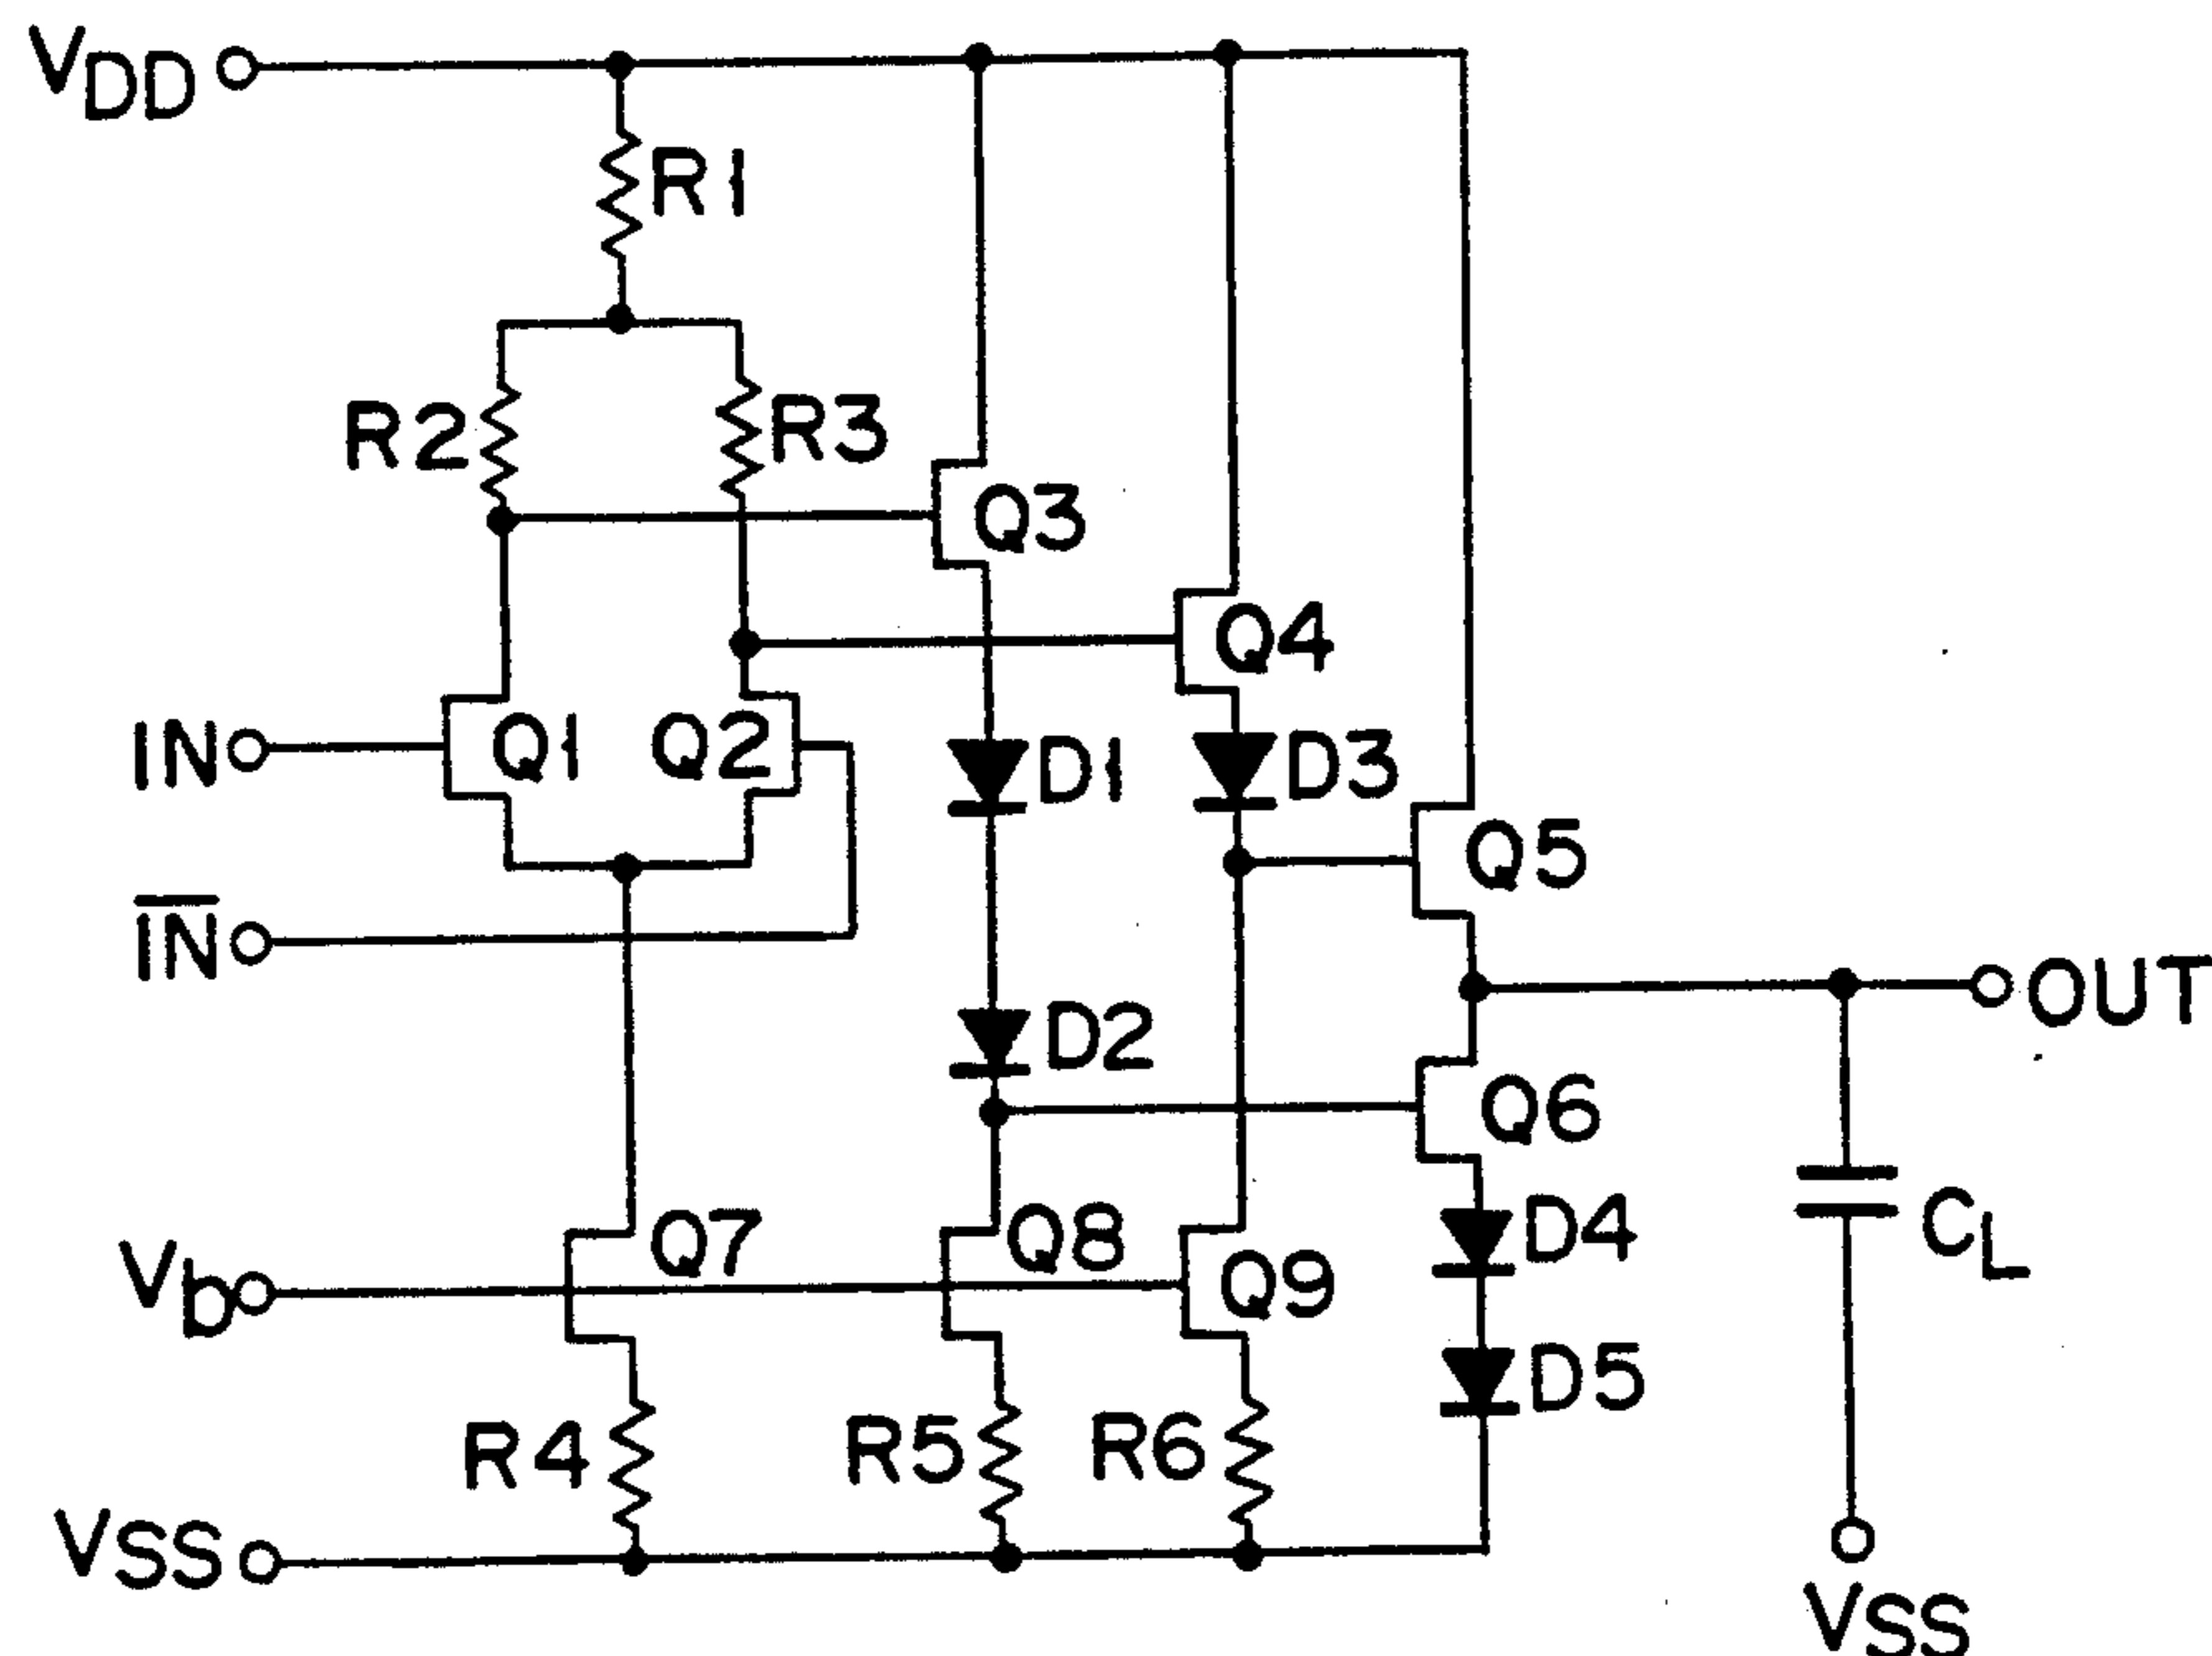 VDD
R1
R2
R3
Q3
Q4
IN
Q1
Q2
D1
D3
Q5
I̅N̅
OUT
D2
Q6
Q7
Q8
D4
CL
Vb
Q9
D5
R4
R5
R6
VSS
VSS